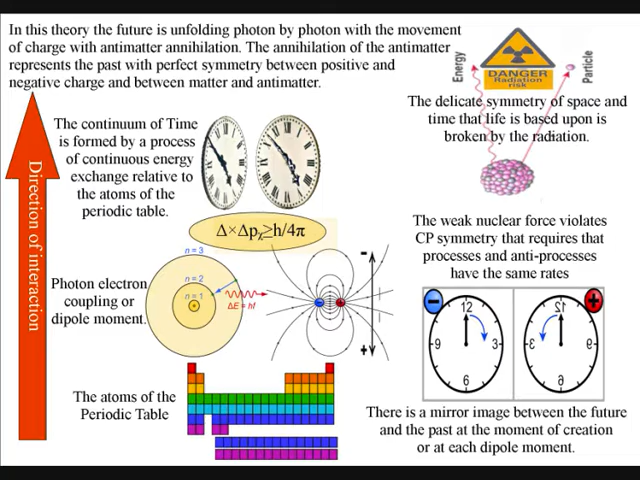 In this theory the future is unfolding photon by photon with the movement
of charge with antimatter annihilation. The annihilation of the antimatter
represents the past with perfect symmetry between positive and
negative charge and between matter and antimatter.
Energy
DANGER
Radiation
risk
Particle
The delicate symmetry of space and
time that life is based upon is
broken by the radiation.
Direction of interaction
The continuum of Time
is formed by a process
of continuous energy
exchange relative to
the atoms of the
periodic table.
Δ×Δpᵪ≥h/4π
The weak nuclear force violates
CP symmetry that requires that
processes and anti-processes
have the same rates
Photon electron
coupling or
dipole moment.
n = 3
n = 2
n = 1
ΔE = hf
-
+
-
+
12
3
6
9
12
3
6
9
The atoms of the
Periodic Table
There is a mirror image between the future
and the past at the moment of creation
or at each dipole moment.